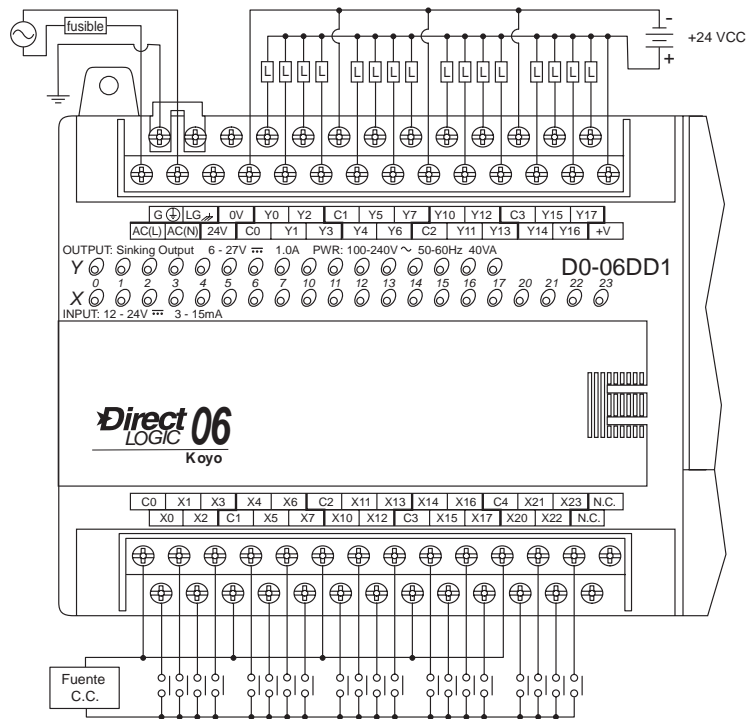 fusible
-
+24 VCC
+
L L L L L L L L L L L L L L L L
G LG 0V Y0 Y2 C1 Y5 Y7 Y10 Y12 C3 Y15 Y17
AC(L) AC(N) 24V C0 Y1 Y3 Y4 Y6 C2 Y11 Y13 Y14 Y16 +V
OUTPUT: Sinking Output 6 - 27V 1.0A PWR: 100-240V ~ 50-60Hz 40VA
Y
D0-06DD1
0 1 2 3 4 5 6 7 10 11 12 13 14 15 16 17 20 21 22 23
X
INPUT: 12 - 24V 3 - 15mA
Direct
LOGIC 06
Koyo
C0 X1 X3 X4 X6 C2 X11 X13 X14 X16 C4 X21 X23 N.C.
X0 X2 C1 X5 X7 X10 X12 C3 X15 X17 X20 X22 N.C.
Fuente
C.C.